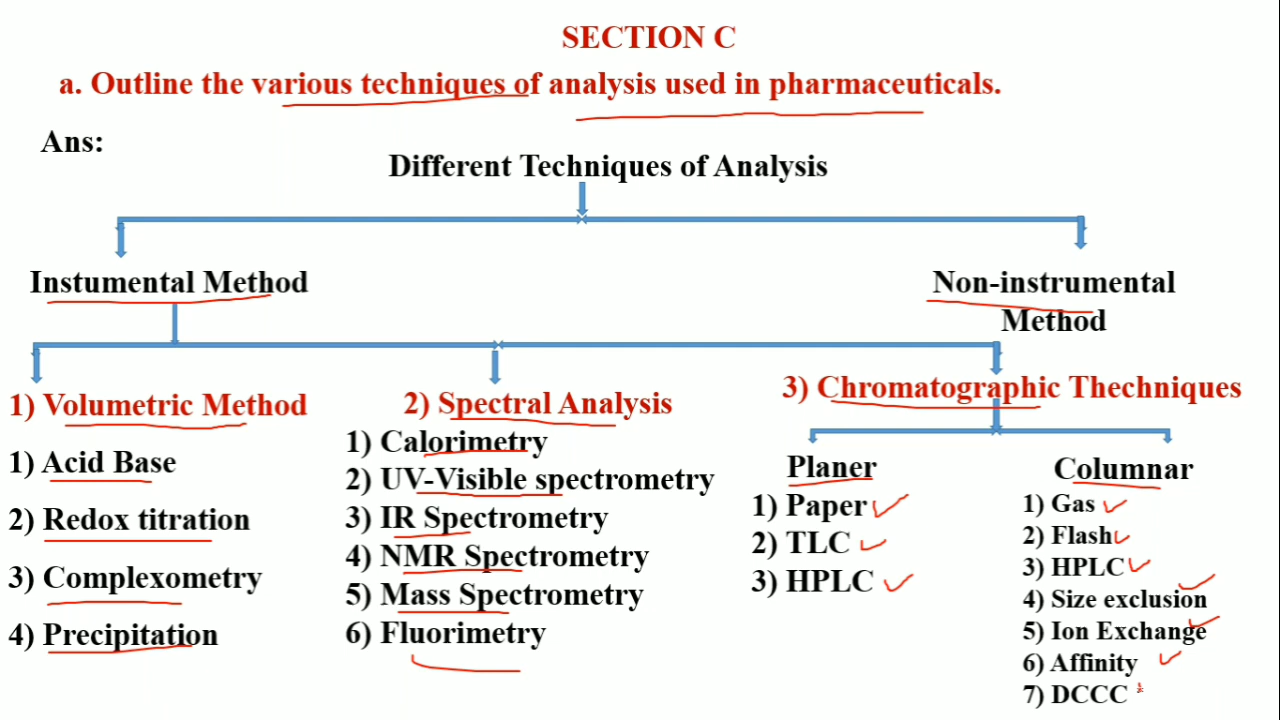 SECTION C
a. Outline the various techniques of analysis used in pharmaceuticals.
Ans:
Different Techniques of Analysis
Instumental Method
Non-instrumental
Method
1) Volumetric Method
1) Acid Base
2) Redox titration
3) Complexometry
4) Precipitation
2) Spectral Analysis
1) Calorimetry
2) UV-Visible spectrometry
3) IR Spectrometry
4) NMR Spectrometry
5) Mass Spectrometry
6) Fluorimetry
3) Chromatographic Thechniques
Planer
1) Paper
2) TLC
3) HPLC
Columnar
1) Gas
2) Flash
3) HPLC
4) Size exclusion
5) Ion Exchange
6) Affinity
7) DCCC